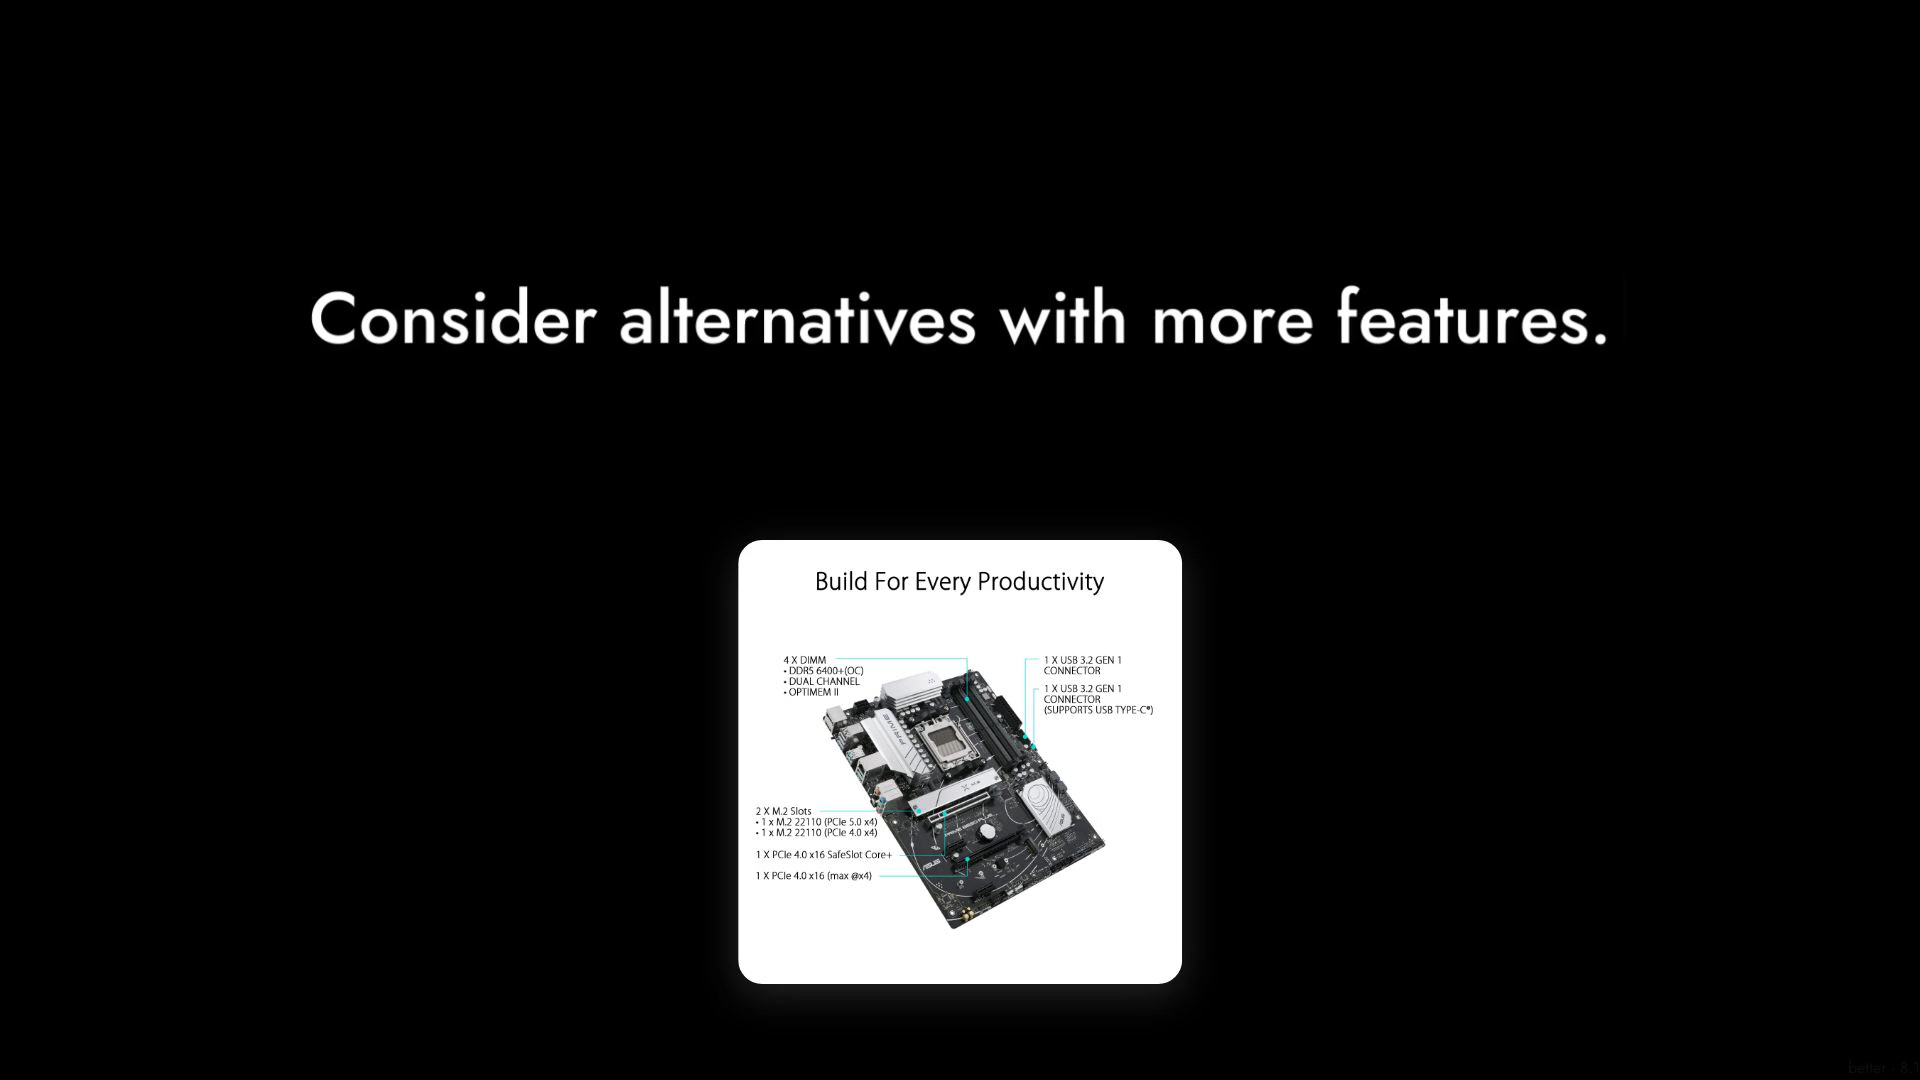 Consider alternatives with more features.
Build For Every Productivity
4 X DIMM
• DDR5 6400+(OC)
• DUAL CHANNEL
• OPTIMEM II
1 X USB 3.2 GEN 1
CONNECTOR
1 X USB 3.2 GEN 1
CONNECTOR
(SUPPORTS USB TYPE-C®)
PRIME
2 X M.2 Slots
• 1 x M.2 22110 (PCIe 5.0 x4)
• 1 x M.2 22110 (PCIe 4.0 x4)
1 X PCIe 4.0 x16 SafeSlot Core+
1 X PCIe 4.0 x16 (max @x4)
better - 8.